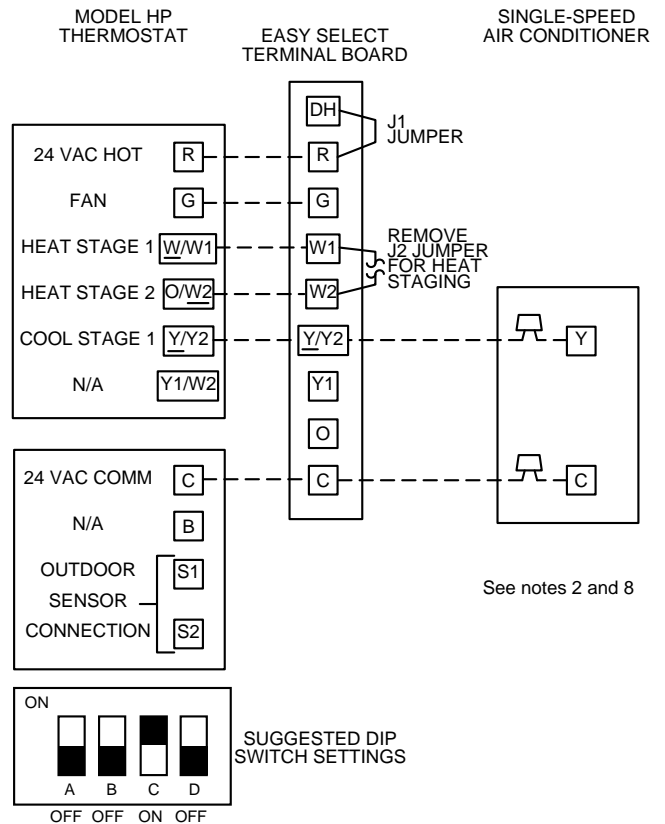 MODEL HP
THERMOSTAT
EASY SELECT
TERMINAL BOARD
SINGLE-SPEED
AIR CONDITIONER
DH
J1
JUMPER
24 VAC HOT R R
FAN G G
HEAT STAGE 1 W/W1 W1
REMOVE
J2 JUMPER
FOR HEAT
STAGING
HEAT STAGE 2 O/W2 W2
COOL STAGE 1 Y/Y2 Y/Y2 Y
N/A Y1/W2 Y1
O
24 VAC COMM C C C
N/A B
OUTDOOR S1
SENSOR
CONNECTION S2
See notes 2 and 8
ON
SUGGESTED DIP
SWITCH SETTINGS
A B C D
OFF OFF ON OFF